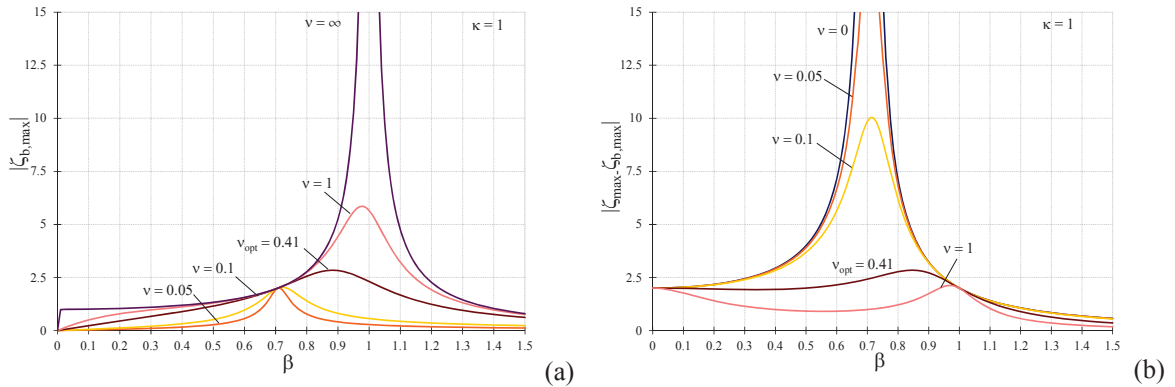 15
12.5
10
7.5
5
2.5
0
|ζb,max|
ν = ∞
κ = 1
ν = 1
νopt = 0.41
ν = 0.1
ν = 0.05
0 0.1 0.2 0.3 0.4 0.5 0.6 0.7 0.8 0.9 1 1.1 1.2 1.3 1.4 1.5
β
(a)
15
12.5
10
7.5
5
2.5
0
|ζmax- ζb,max|
ν = 0
κ = 1
ν = 0.05
ν = 0.1
ν = 1
νopt = 0.41
0 0.1 0.2 0.3 0.4 0.5 0.6 0.7 0.8 0.9 1 1.1 1.2 1.3 1.4 1.5
β
(b)